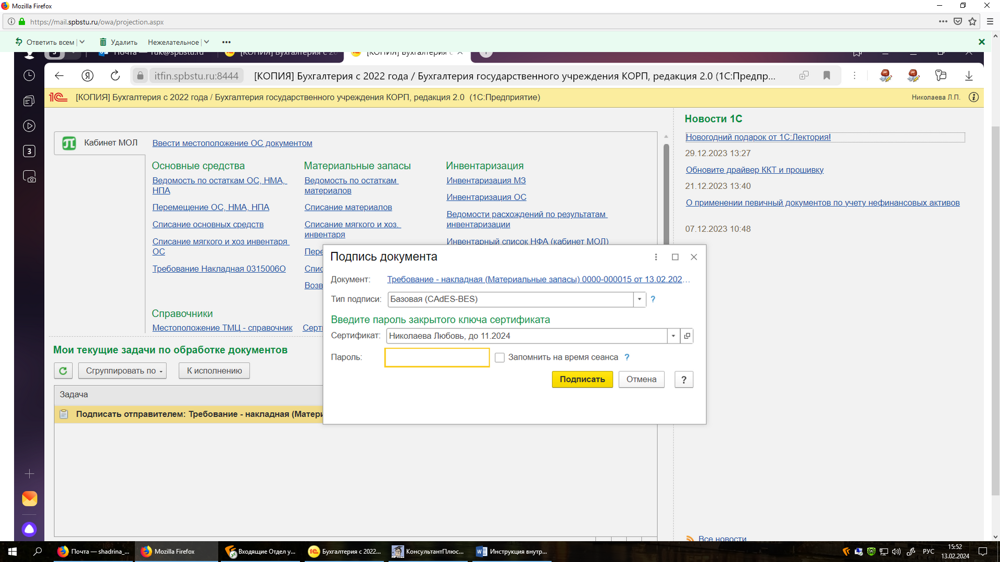 Mozilla Firefox
https://mail.spbstu.ru/owa/projection.aspx
Ответить всем
Удалить
Нежелательное
itfin.spbstu.ru:8444
[КОПИЯ] Бухгалтерия с 2022 года / Бухгалтерия государственного учреждения КОРП, редакция 2.0 (1С:Предпр...
[КОПИЯ] Бухгалтерия с 2022 года / Бухгалтерия государственного учреждения КОРП, редакция 2.0 (1С:Предприятие)
Николаева Л.П.
Кабинет МОЛ
Ввести местоположение ОС документом
Основные средства
Ведомость по остаткам ОС, НМА,
НПА
Перемещение ОС, НМА, НПА
Списание основных средств
Списание мягкого и хоз инвентаря
ОС
Требование Накладная 0315006О
Материальные запасы
Ведомость по остаткам
материалов
Списание материалов
Списание мягкого и хоз.
инвентаря
Пере
Спис
Возв
Инвентаризация
Инвентаризация МЗ
Инвентаризация ОС
Ведомости расхождений по результатам
инвентаризации
Инвентарный список НФА (кабинет МОЛ)
Справочники
Местоположение ТМЦ - справочник
Серти
Новости 1С
Новогодний подарок от 1С:Лектория!
29.12.2023 13:27
Обновите драйвер ККТ и прошивку
21.12.2023 13:40
О применении певичный документов по учету нефинансовых активов
07.12.2023 10:48
Все новости
Мои текущие задачи по обработке документов
Сгруппировать по
К исполнению
Задача
Подписать отправителем: Требование - накладная (Матери
Подпись документа
Документ:
Требование - накладная (Материальные запасы) 0000-000015 от 13.02.202...
Тип подписи:
Базовая (CAdES-BES)
?
Введите пароль закрытого ключа сертификата
Сертификат:
Николаева Любовь, до 11.2024
Пароль:
Запомнить на время сеанса
?
Подписать
Отмена
?
3
Почта — shadrina_...
Mozilla Firefox
Входящие Отдел у...
Бухгалтерия с 2022...
КонсультантПлюс...
Инструкция внутр...
РУС
15:52
13.02.2024